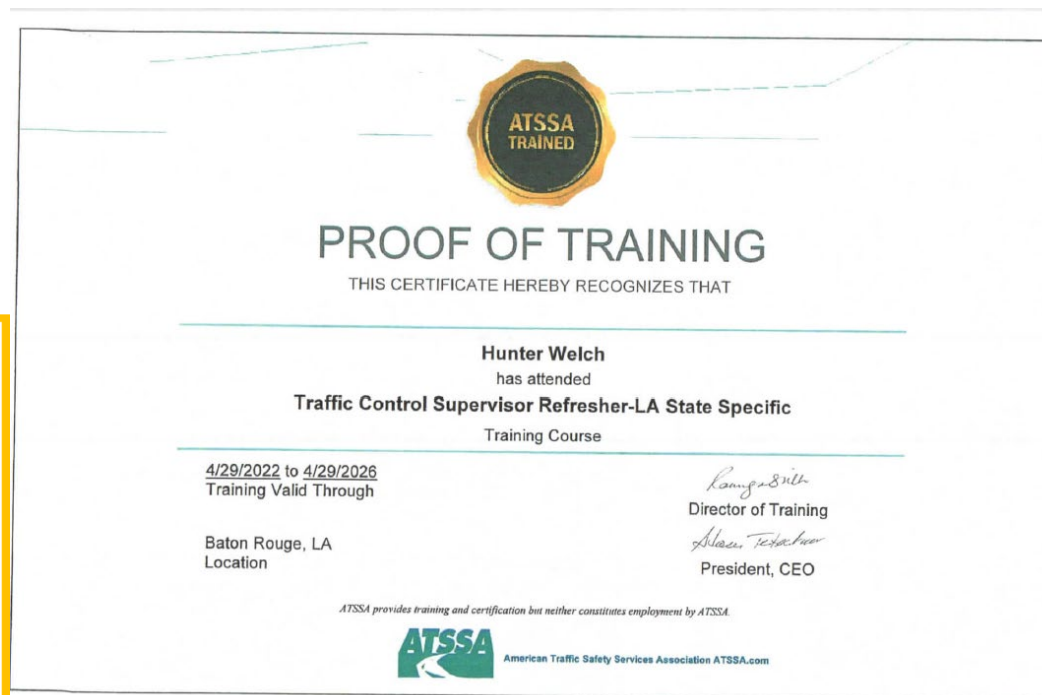 ATSSA
TRAINED
PROOF OF TRAINING
THIS CERTIFICATE HEREBY RECOGNIZES THAT
Hunter Welch
has attended
Traffic Control Supervisor Refresher-LA State Specific
Training Course
4/29/2022 to 4/29/2026
Training Valid Through
Director of Training
Baton Rouge, LA
Location
President, CEO
ATSSA provides training and certification but neither constitutes employment by ATSSA.
ATSSA
American Traffic Safety Services Association ATSSA.com